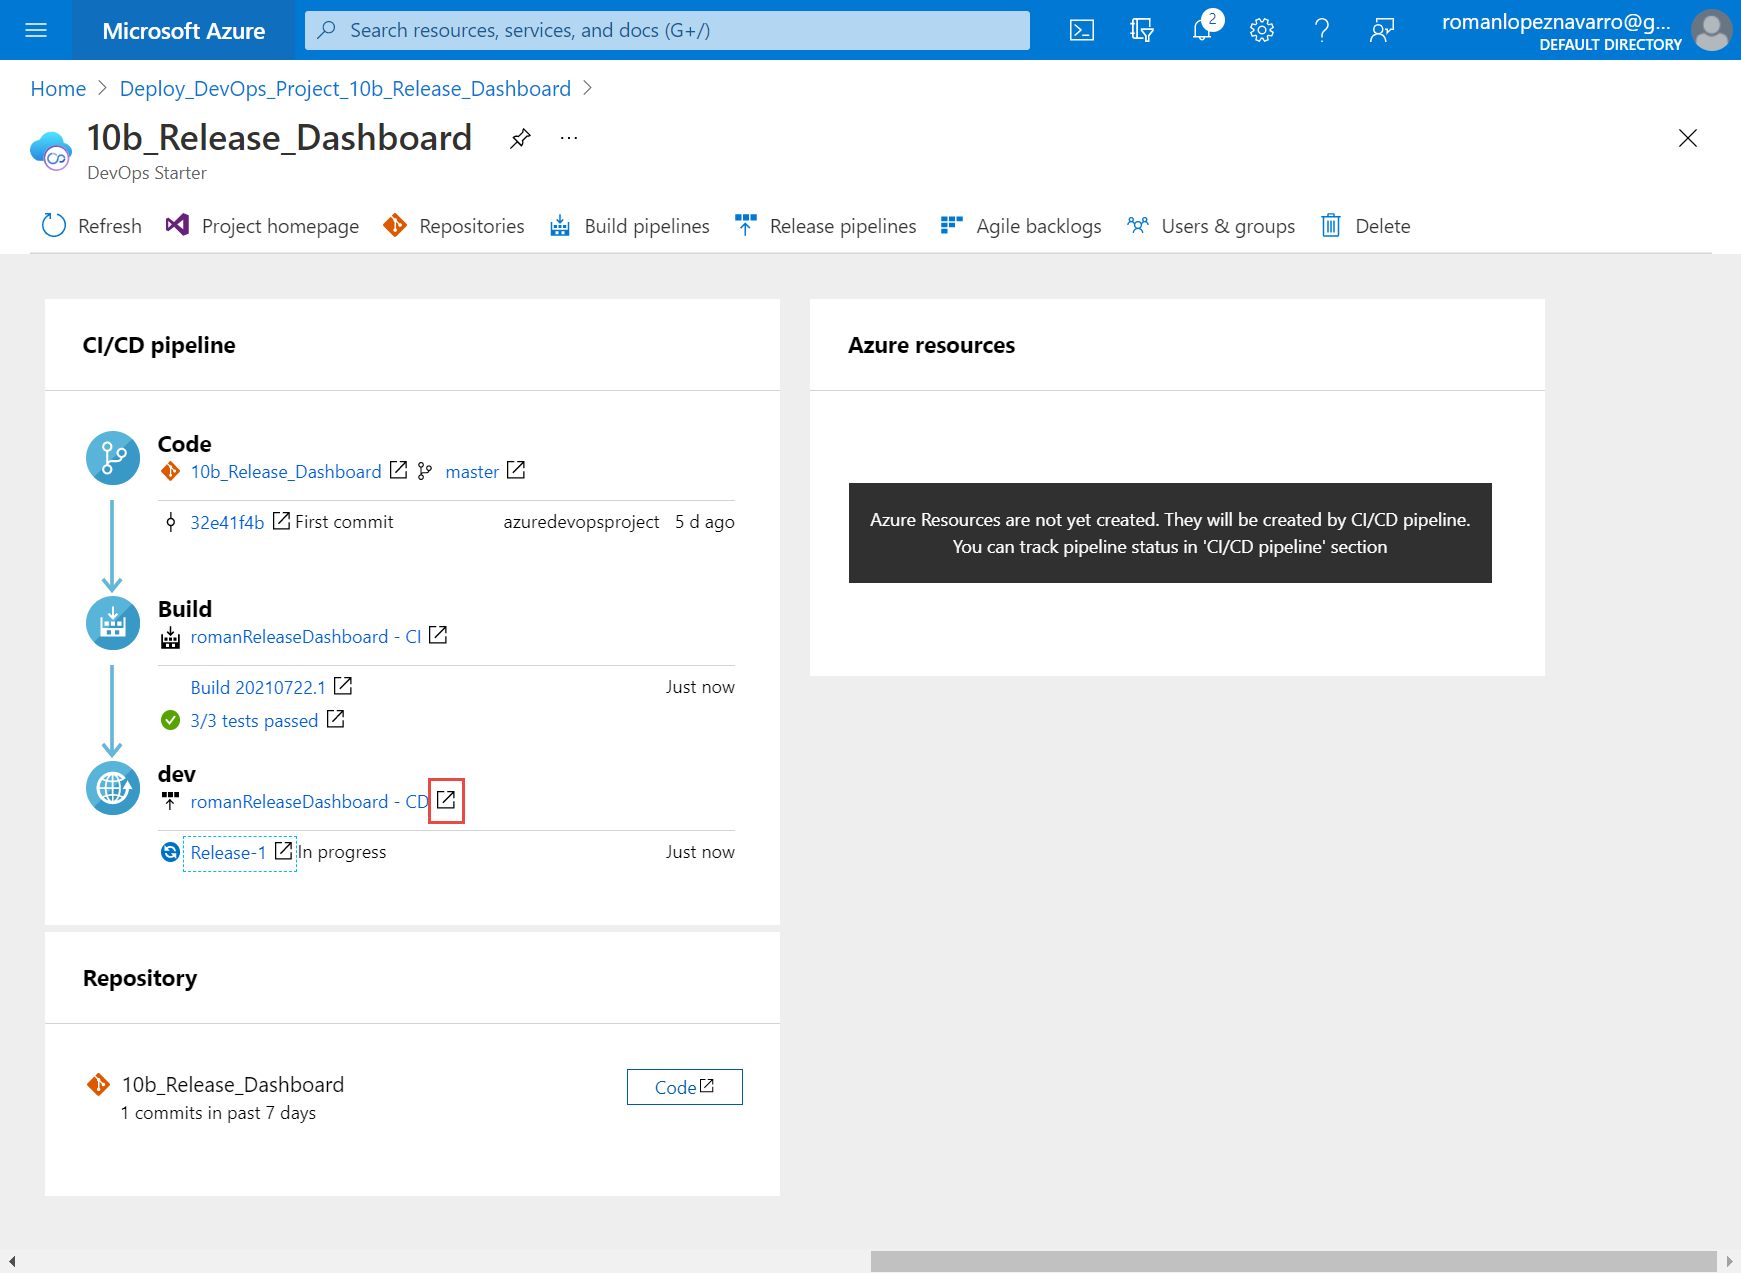 Microsoft Azure
Search resources, services, and docs (G+/)
2
romanlopeznavarro@g...
DEFAULT DIRECTORY
Home > Deploy_DevOps_Project_10b_Release_Dashboard >
10b_Release_Dashboard
...
DevOps Starter
Refresh Project homepage Repositories Build pipelines Release pipelines Agile backlogs Users & groups Delete
CI/CD pipeline
Code
10b_Release_Dashboard master
32e41f4b First commit azuredevopsproject 5 d ago
Build
romanReleaseDashboard - CI
Build 20210722.1 Just now
3/3 tests passed
dev
romanReleaseDashboard - CD
Release-1 In progress Just now
Azure resources
Azure Resources are not yet created. They will be created by CI/CD pipeline.
You can track pipeline status in 'CI/CD pipeline' section
Repository
10b_Release_Dashboard
1 commits in past 7 days
Code